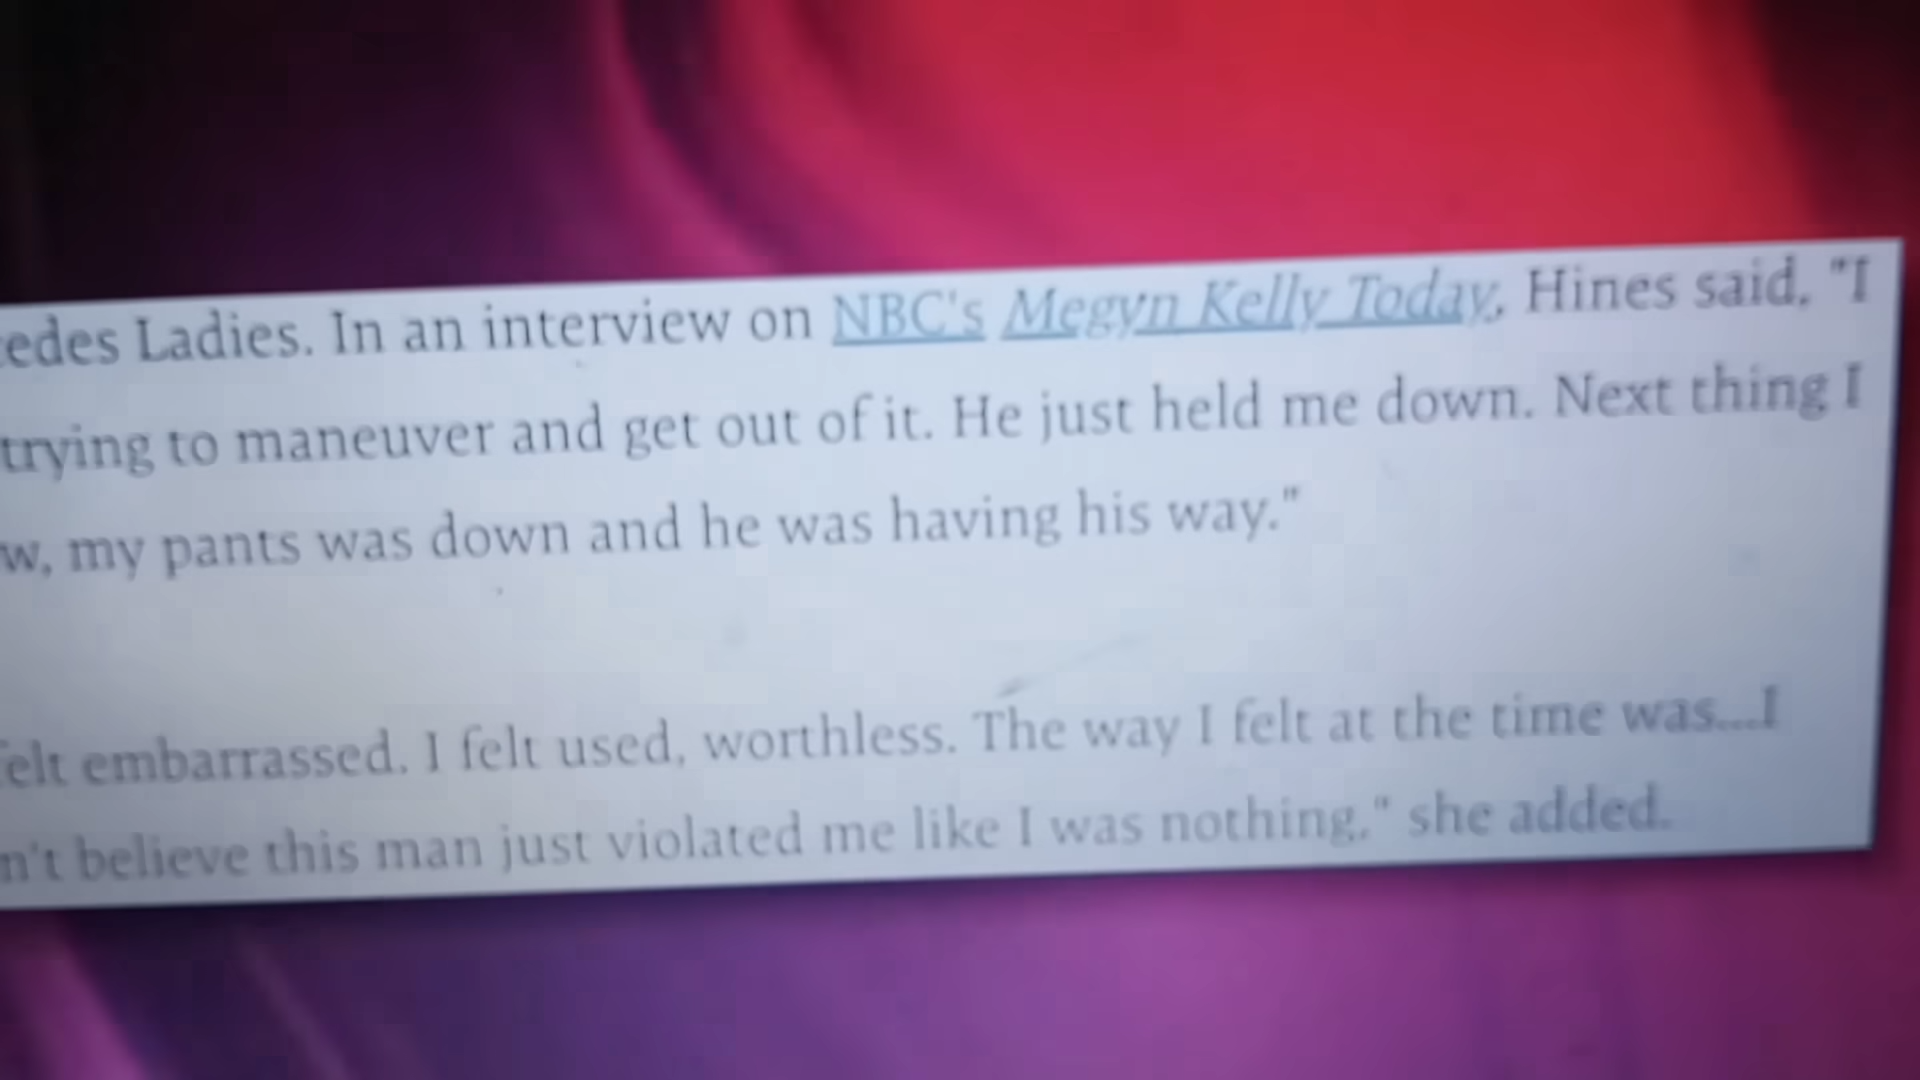 edes Ladies. In an interview on NBC's Megyn Kelly Today, Hines said, "I
trying to maneuver and get out of it. He just held me down. Next thing I
w, my pants was down and he was having his way."
felt embarrassed. I felt used, worthless. The way I felt at the time was...I
n't believe this man just violated me like I was nothing," she added.